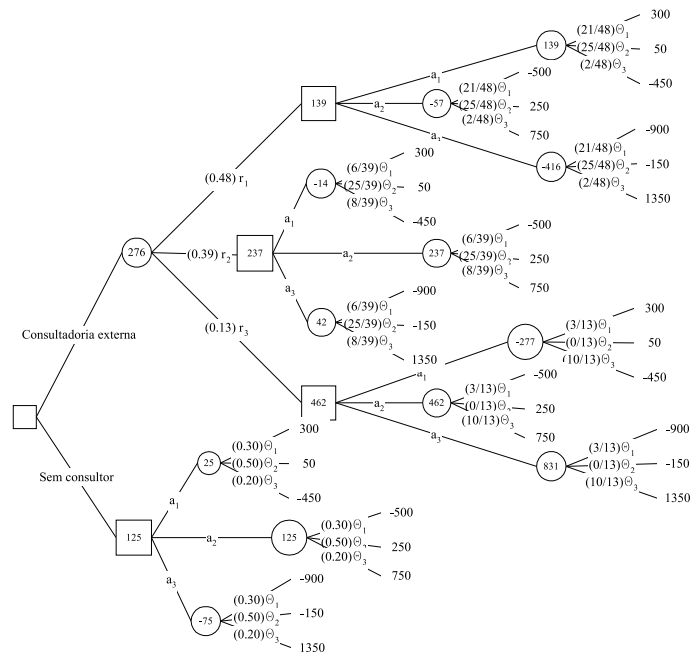 300
(21/48)Θ1
139
(25/48)Θ2
50
(2/48)Θ3
-450
a1
-500
(21/48)Θ1
139
a2
-57
(25/48)Θ2
250
(2/48)Θ3
750
a3
-900
(21/48)Θ1
-416
(25/48)Θ2
-150
(2/48)Θ3
1350
(0.48) r1
300
(6/39)Θ1
-14
(25/39)Θ2
50
(8/39)Θ3
-450
a1
276
(0.39) r2
237
a2
-500
(6/39)Θ1
237
(25/39)Θ2
250
(8/39)Θ3
750
a3
-900
(6/39)Θ1
42
(25/39)Θ2
-150
(8/39)Θ3
1350
Consultadoria externa
(0.13) r3
300
(3/13)Θ1
-277
(0/13)Θ2
50
(10/13)Θ3
-450
a1
-500
(3/13)Θ1
462
a2
462
(0/13)Θ2
250
(10/13)Θ3
750
a3
-900
(3/13)Θ1
831
(0/13)Θ2
-150
(10/13)Θ3
1350
Sem consultor
300
(0.30)Θ1
25
(0.50)Θ2
50
(0.20)Θ3
-450
a1
-500
(0.30)Θ1
125
a2
125
(0.50)Θ2
250
(0.20)Θ3
750
a3
-900
(0.30)Θ1
-75
(0.50)Θ2
-150
(0.20)Θ3
1350